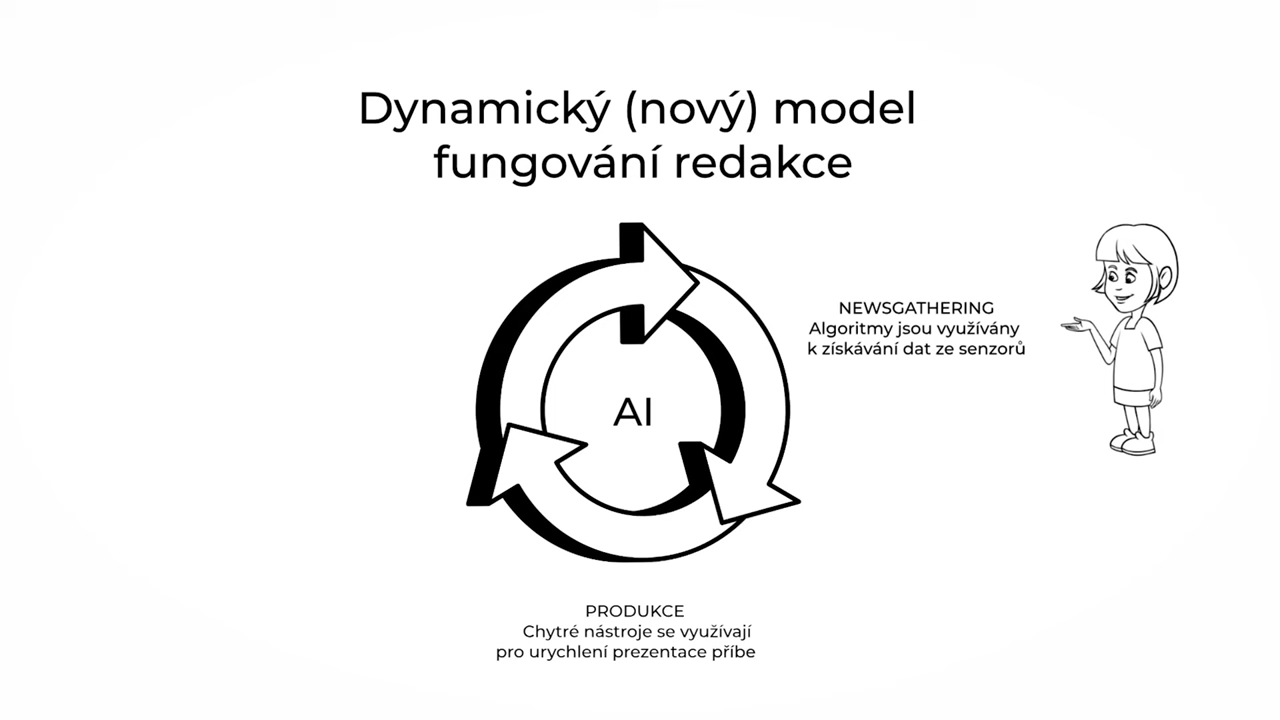 Dynamický (nový) model
fungování redakce
NEWSGATHERING
Algoritmy jsou využívány
k získávání dat ze senzorů
AI
PRODUKCE
Chytré nástroje se využívají
pro urychlení prezentace příbe